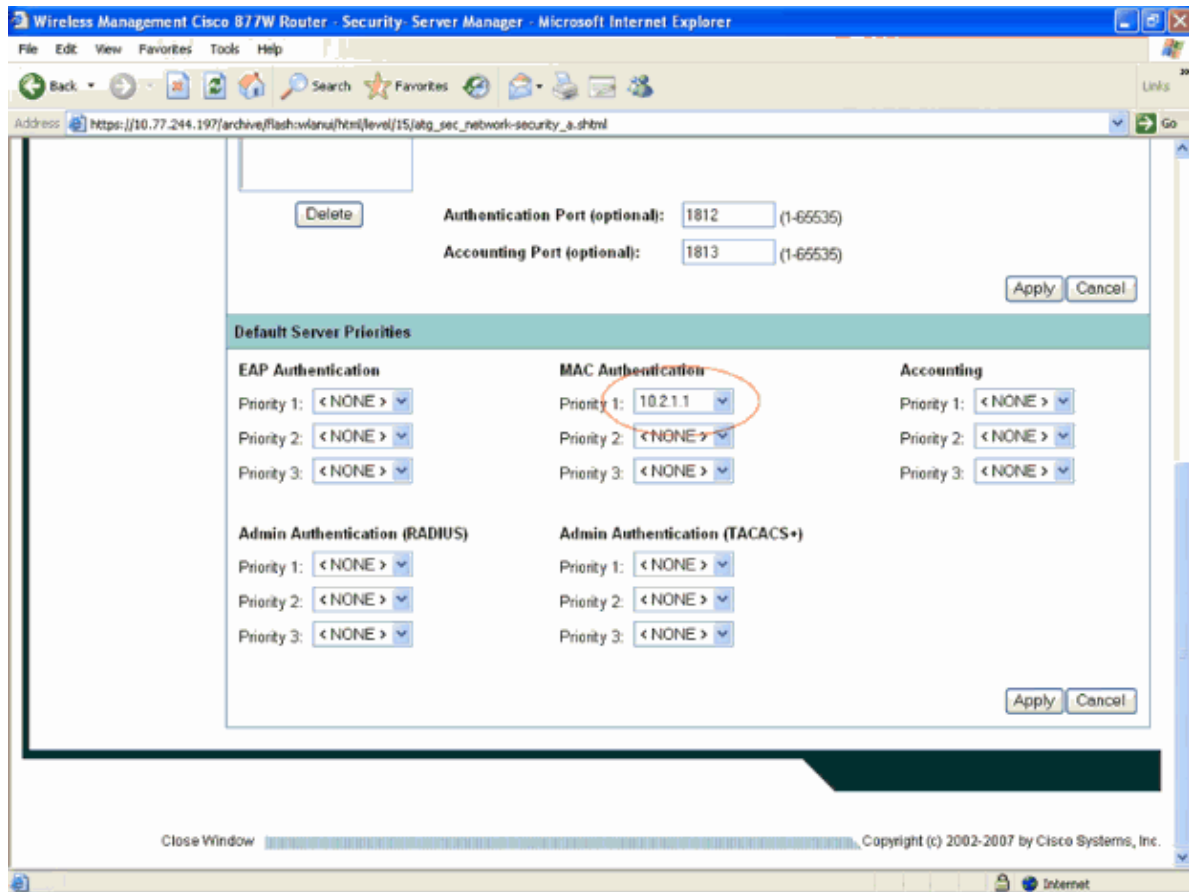 Wireless Management Cisco 877W Router - Security- Server Manager - Microsoft Internet Explorer
File Edit View Favorites Tools Help
Back Search Favorites Links
Address https://10.77.244.197/archive/flash:wlanui/html/level/15/atg_sec_network-security_a.shtml Go
Delete Authentication Port (optional): 1812 (1-65535)
Accounting Port (optional): 1813 (1-65535)
Apply Cancel
Default Server Priorities
EAP Authentication MAC Authentication Accounting
Priority 1: < NONE > Priority 1: 10.2.1.1 Priority 1: < NONE >
Priority 2: < NONE > Priority 2: < NONE > Priority 2: < NONE >
Priority 3: < NONE > Priority 3: < NONE > Priority 3: < NONE >
Admin Authentication (RADIUS) Admin Authentication (TACACS+)
Priority 1: < NONE > Priority 1: < NONE >
Priority 2: < NONE > Priority 2: < NONE >
Priority 3: < NONE > Priority 3: < NONE >
Apply Cancel
Close Window Copyright (c) 2002-2007 by Cisco Systems, Inc.
Internet